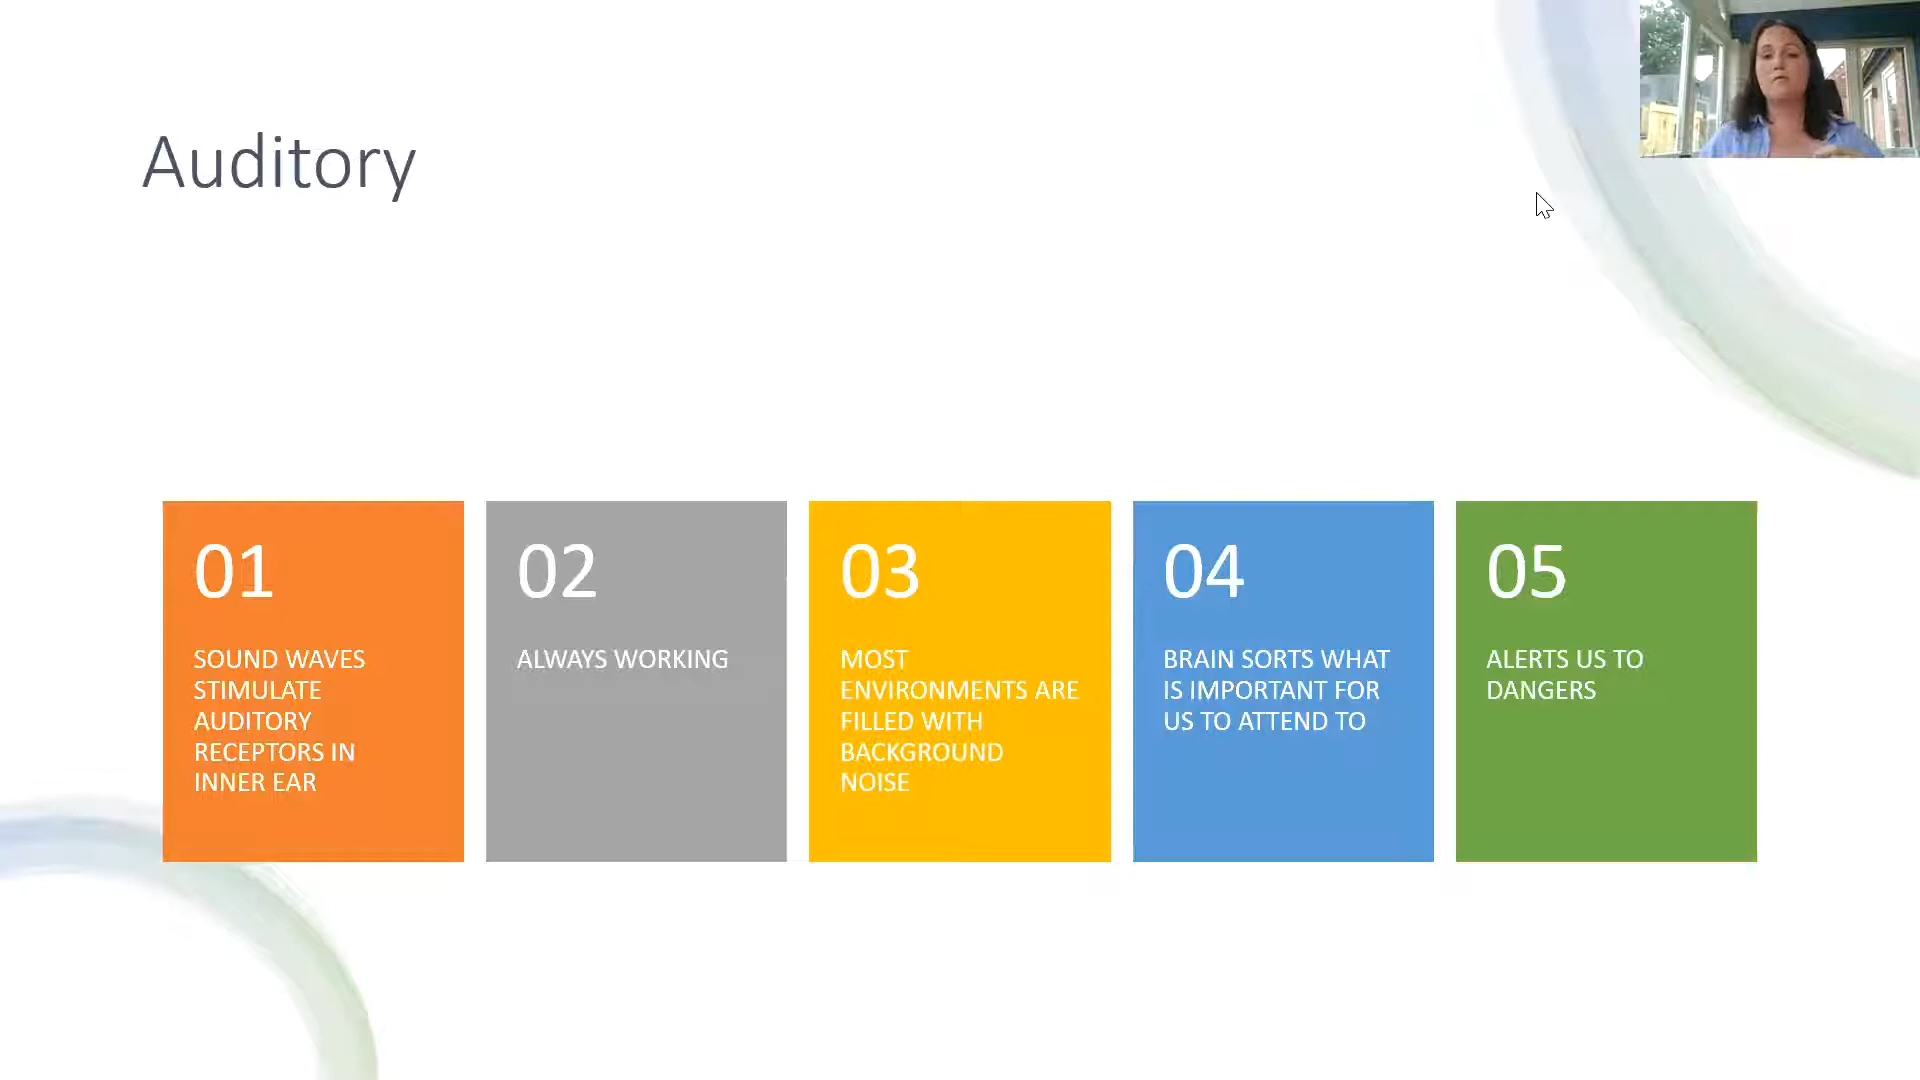 Auditory
01
SOUND WAVES
STIMULATE
AUDITORY
RECEPTORS IN
INNER EAR
02
ALWAYS WORKING
03
MOST
ENVIRONMENTS ARE
FILLED WITH
BACKGROUND
NOISE
04
BRAIN SORTS WHAT
IS IMPORTANT FOR
US TO ATTEND TO
05
ALERTS US TO
DANGERS